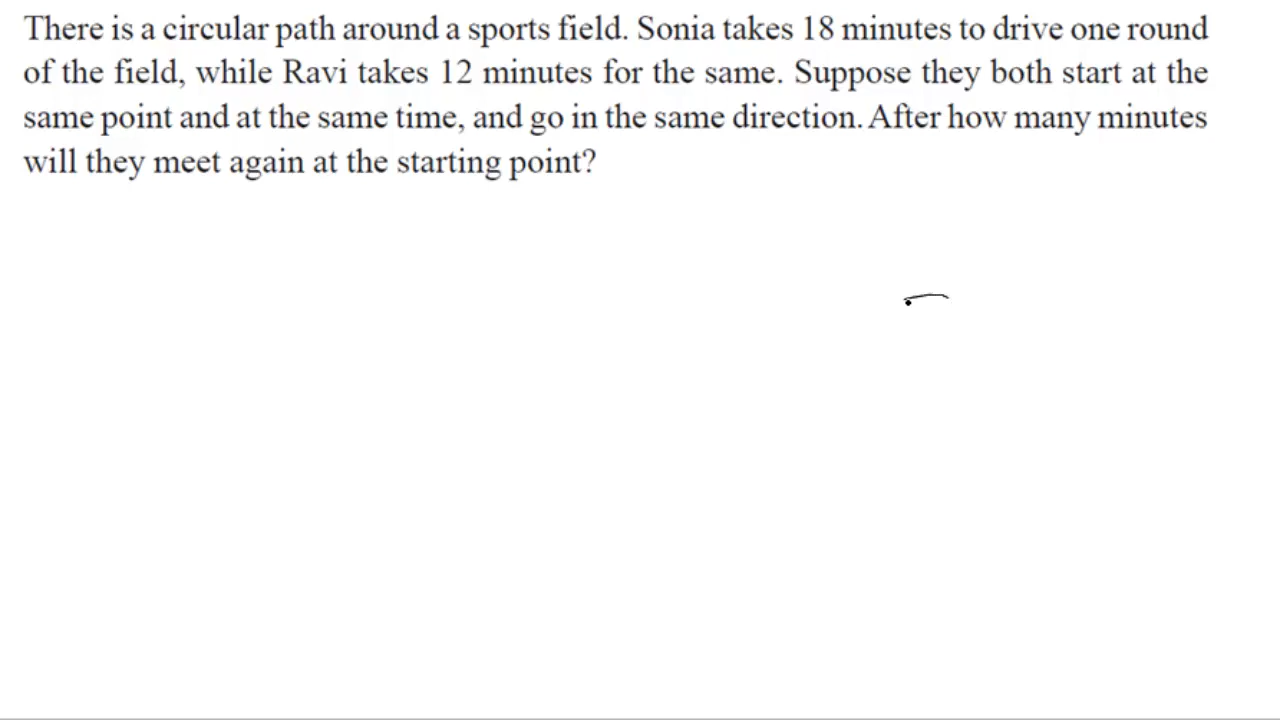 There is a circular path around a sports field. Sonia takes 18 minutes to drive one round
of the field, while Ravi takes 12 minutes for the same. Suppose they both start at the
same point and at the same time, and go in the same direction. After how many minutes
will they meet again at the starting point?